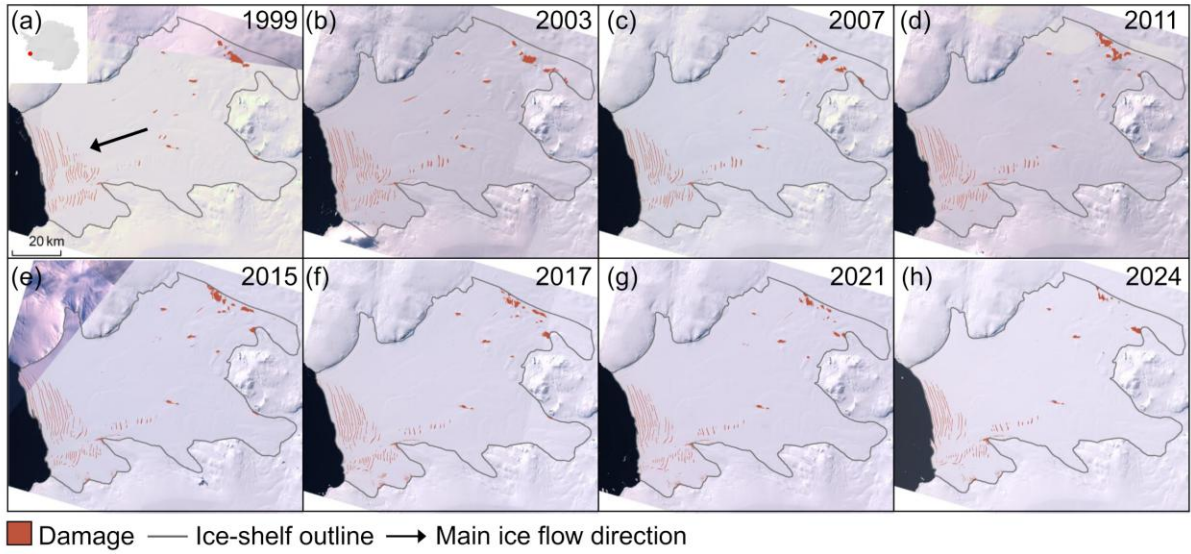 (a) 1999
(b) 2003
(c) 2007
(d) 2011
20 km
(e) 2015
(f) 2017
(g) 2021
(h) 2024
Damage Ice-shelf outline Main ice flow direction